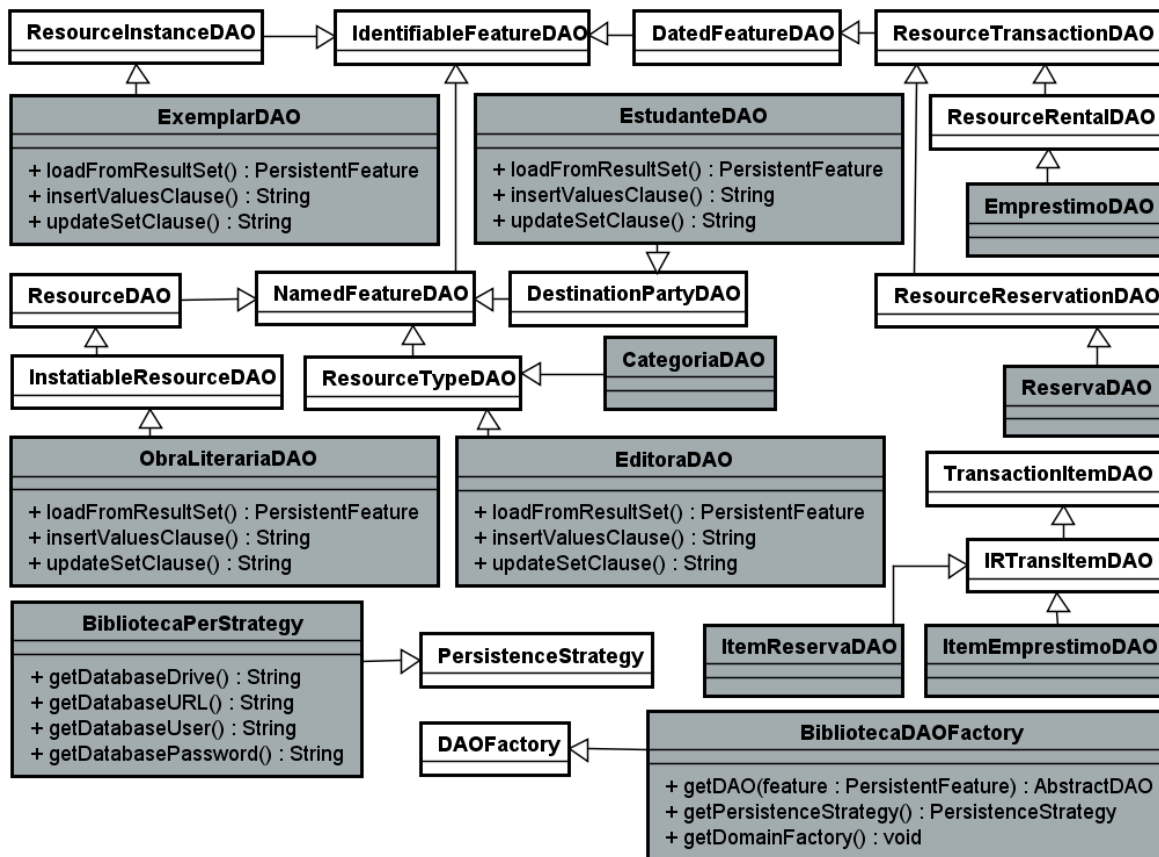 ResourceInstanceDAO
IdentifiableFeatureDAO
DatedFeatureDAO
ResourceTransactionDAO
ExemplarDAO
+ loadFromResultSet() : PersistentFeature
+ insertValuesClause() : String
+ updateSetClause() : String
EstudanteDAO
+ loadFromResultSet() : PersistentFeature
+ insertValuesClause() : String
+ updateSetClause() : String
ResourceRentalDAO
EmprestimoDAO
ResourceDAO
NamedFeatureDAO
DestinationPartyDAO
ResourceReservationDAO
InstatiableResourceDAO
ResourceTypeDAO
CategoriaDAO
ReservaDAO
ObraLiterariaDAO
+ loadFromResultSet() : PersistentFeature
+ insertValuesClause() : String
+ updateSetClause() : String
EditoraDAO
+ loadFromResultSet() : PersistentFeature
+ insertValuesClause() : String
+ updateSetClause() : String
TransactionItemDAO
IRTransItemDAO
BibliotecaPerStrategy
+ getDatabaseDrive() : String
+ getDatabaseURL() : String
+ getDatabaseUser() : String
+ getDatabasePassword() : String
PersistenceStrategy
ItemReservaDAO
ItemEmprestimoDAO
DAOFactory
BibliotecaDAOFactory
+ getDAO(feature : PersistentFeature) : AbstractDAO
+ getPersistenceStrategy() : PersistenceStrategy
+ getDomainFactory() : void